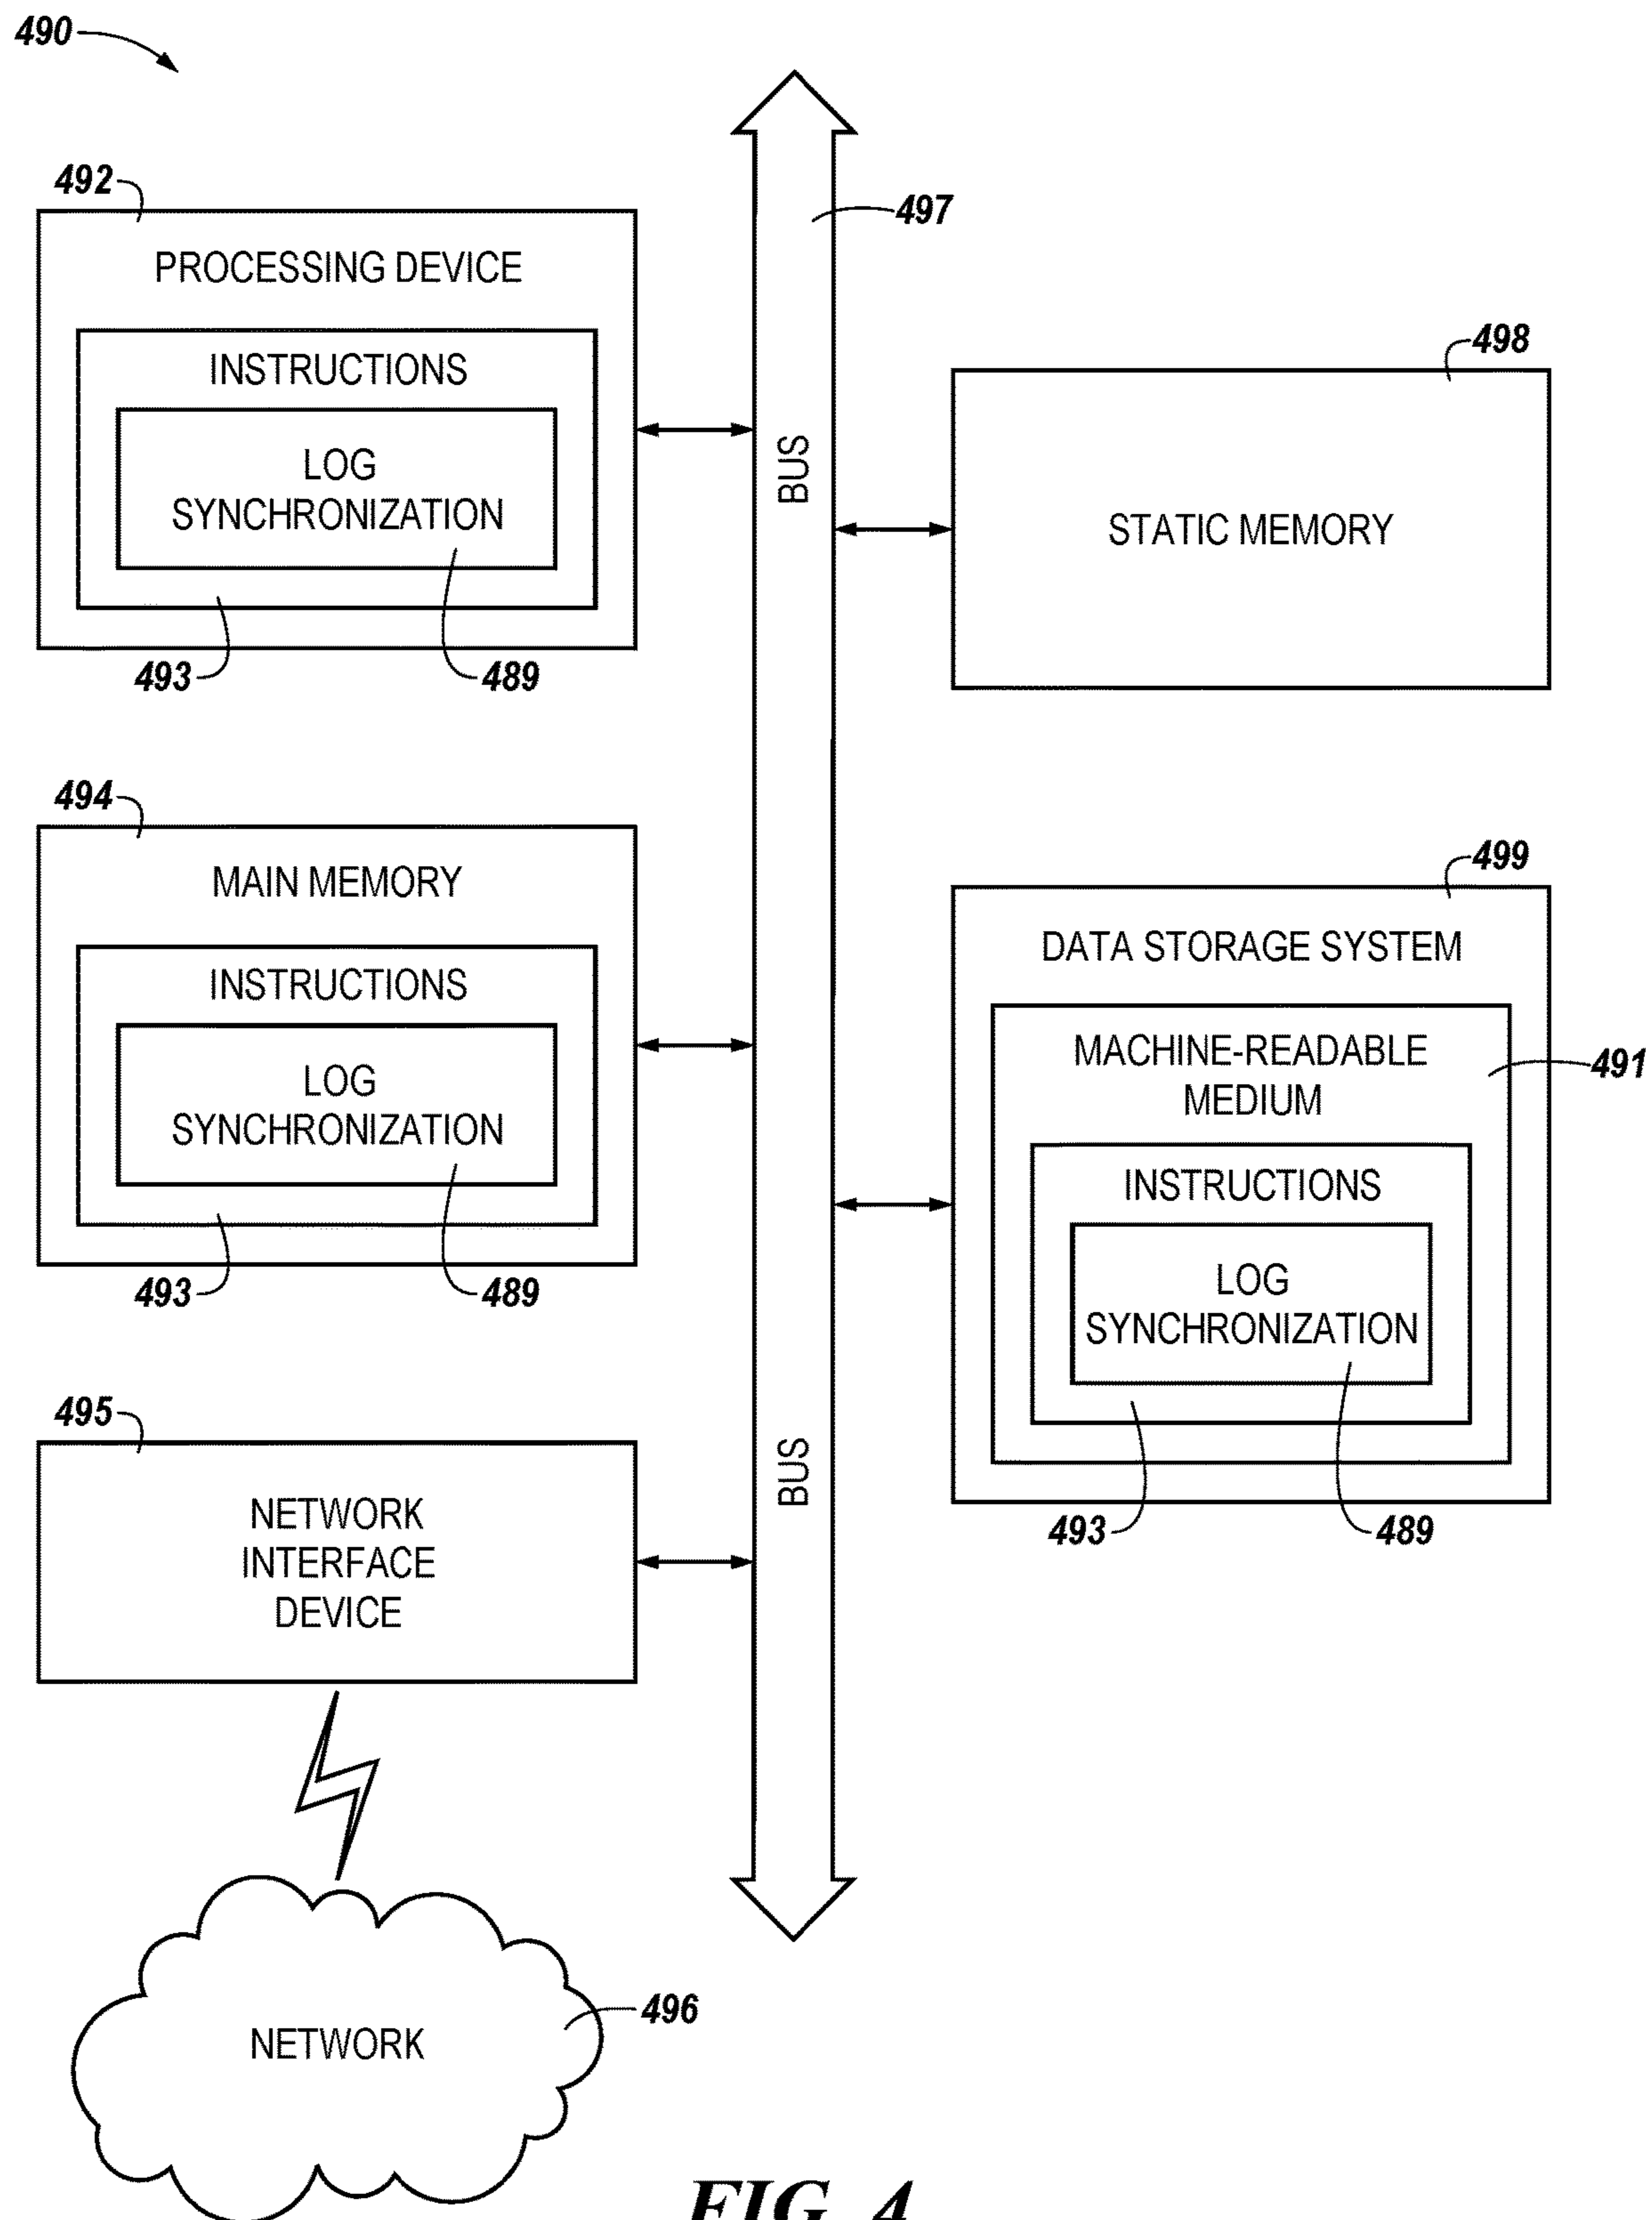 490
492
PROCESSING DEVICE
INSTRUCTIONS
LOG
SYNCHRONIZATION
493
489
494
MAIN MEMORY
INSTRUCTIONS
LOG
SYNCHRONIZATION
493
489
495
NETWORK
INTERFACE
DEVICE
NETWORK
496
497
BUS
BUS
498
STATIC MEMORY
499
DATA STORAGE SYSTEM
MACHINE-READABLE
MEDIUM
491
INSTRUCTIONS
LOG
SYNCHRONIZATION
493
489
FIG. 4